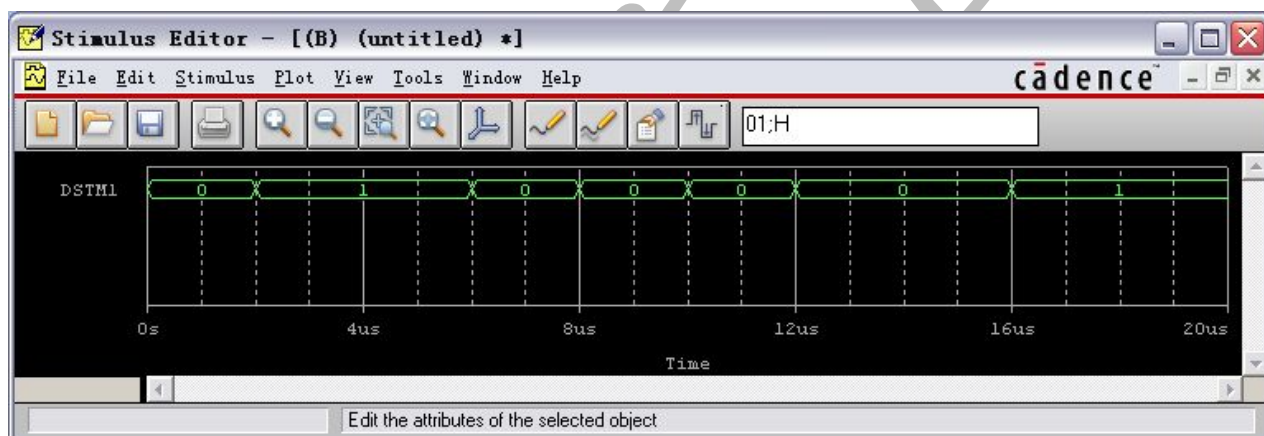 Stimulus Editor - [(B) (untitled) *]
File Edit Stimulus Plot View Tools Window Help
cādence™
01;H
DSTM1 0 1 0 0 0 0 1
0s 4us 8us 12us 16us 20us
Time
Edit the attributes of the selected object